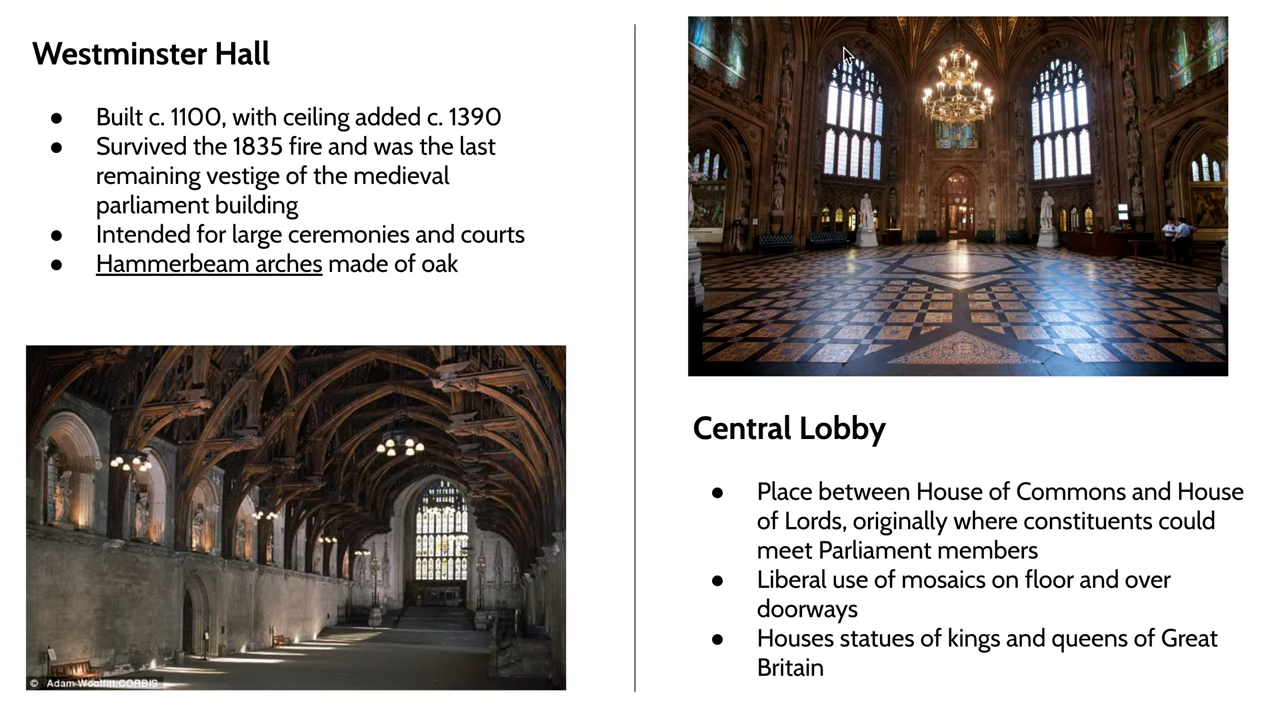 Westminster Hall
● Built c. 1100, with ceiling added c. 1390
● Survived the 1835 fire and was the last
remaining vestige of the medieval
parliament building
● Intended for large ceremonies and courts
● Hammerbeam arches made of oak
© Adam Woolfitt/CORBIS
Central Lobby
● Place between House of Commons and House
of Lords, originally where constituents could
meet Parliament members
● Liberal use of mosaics on floor and over
doorways
● Houses statues of kings and queens of Great
Britain